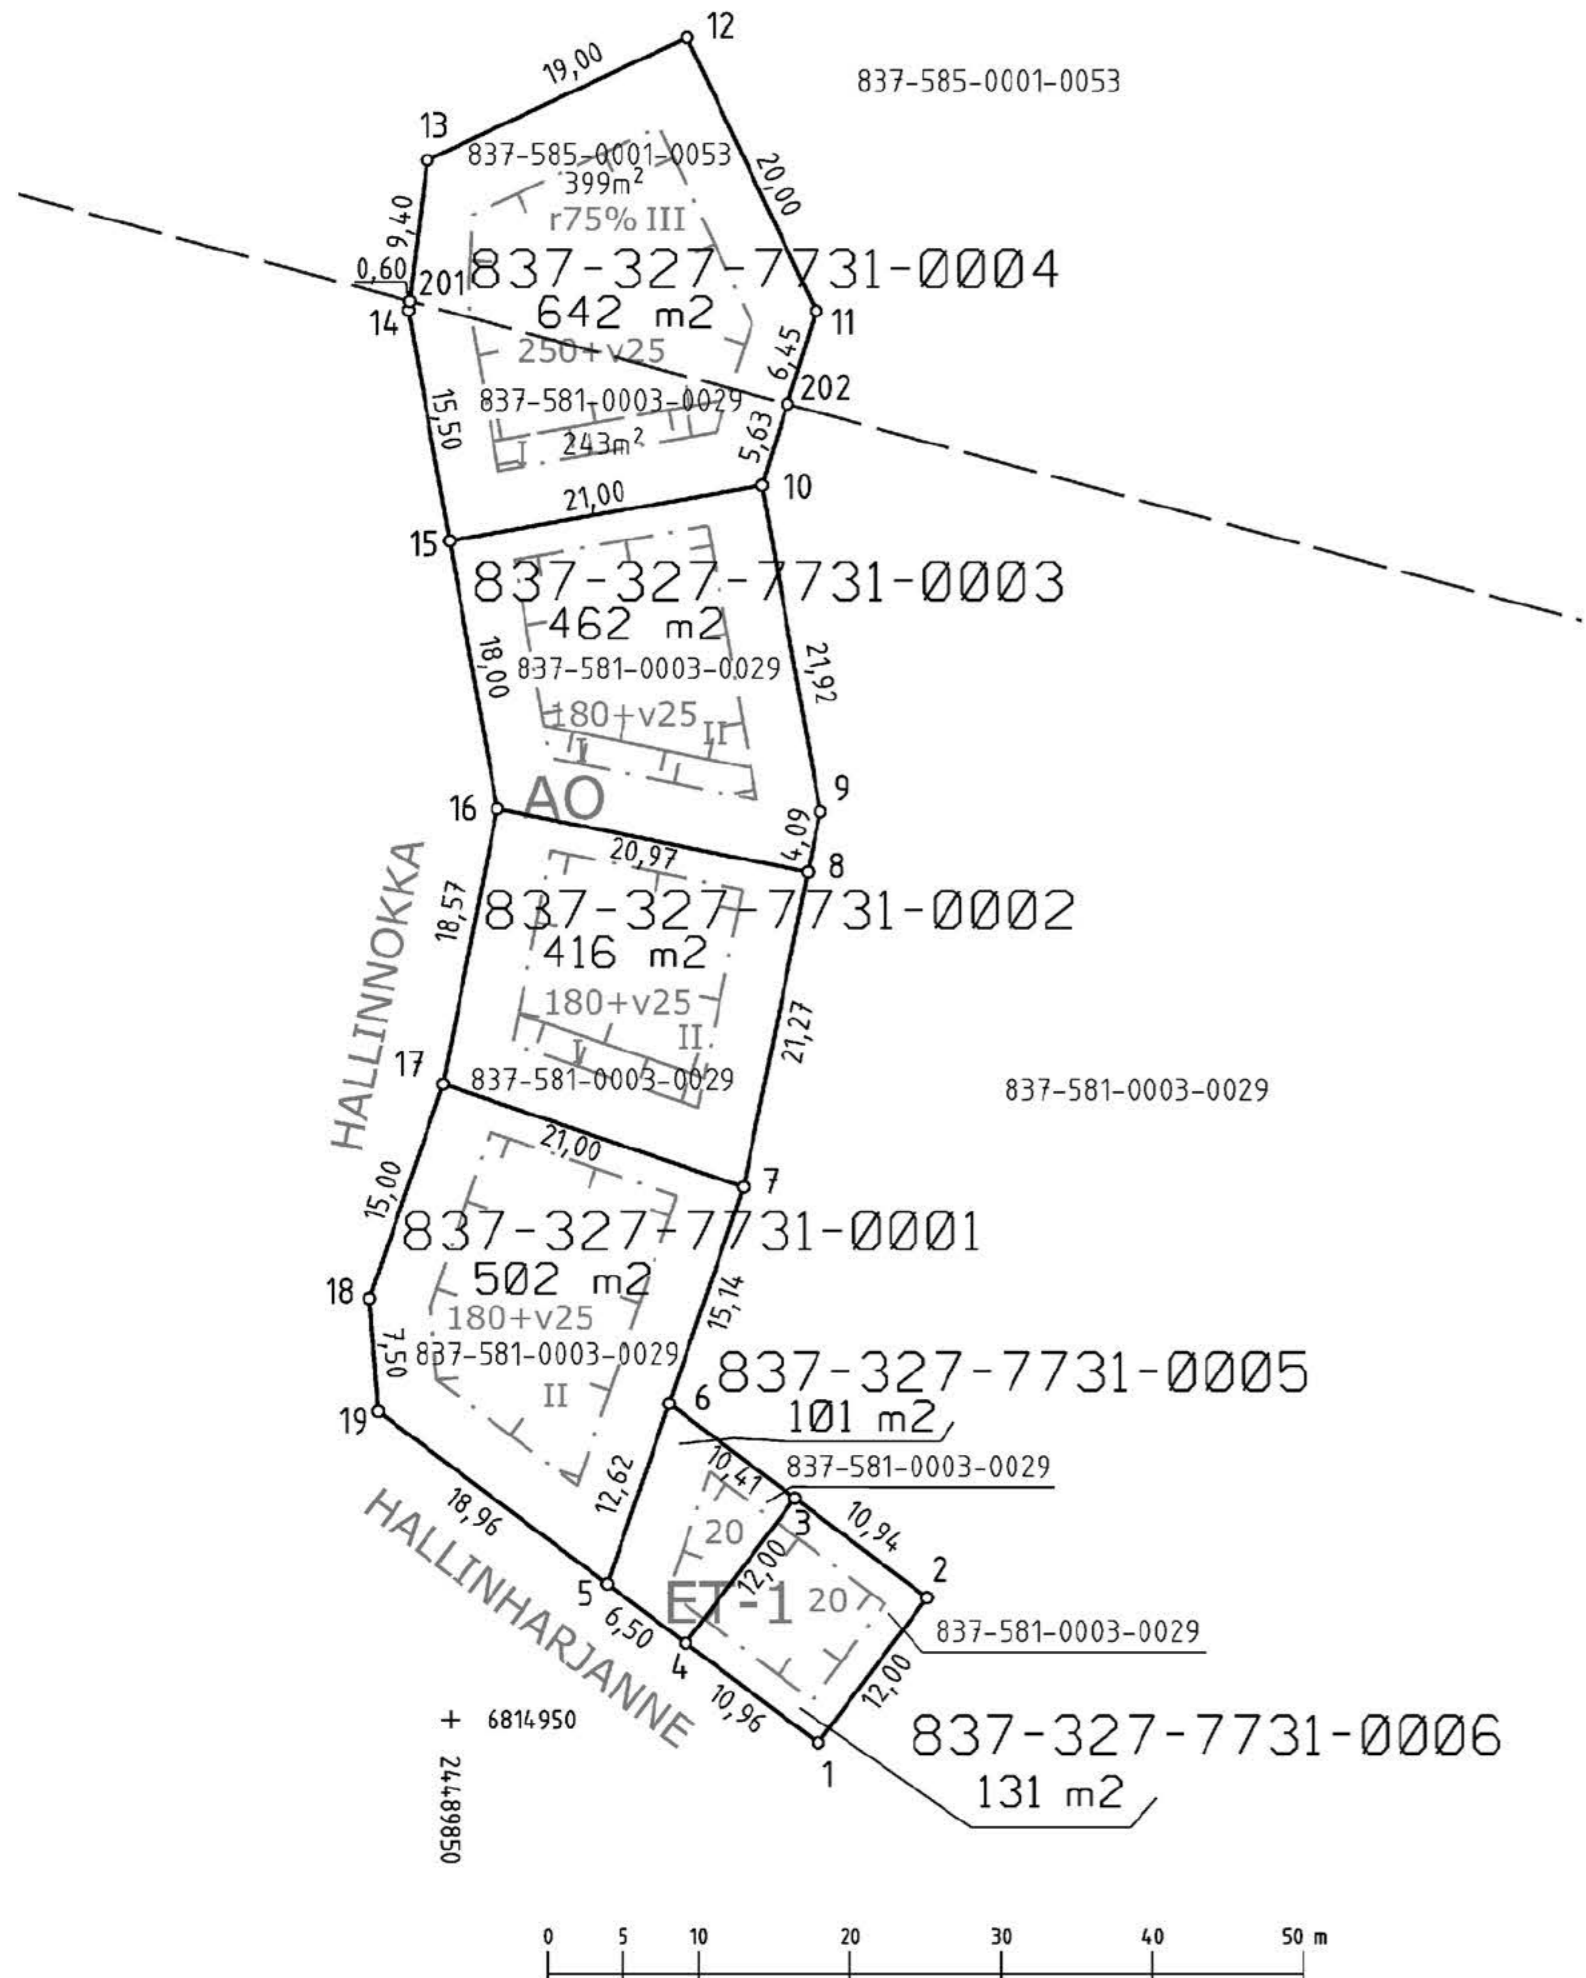 12
19,00
837-585-0001-0053
13
837-585-0001-0053
399m²
20,00
r75% III
9,40
837-327-7731-0004
0,60
201
642 m2
14
11
250+v25
6,45
837-581-0003-0029
202
15,50
243m²
I
5,63
21,00
10
15
837-327-7731-0003
462 m2
18,00
837-581-0003-0029
21,92
180+v25
II
I
AO
16
9
4,09
20,97
8
HALLINNOKKA
18,57
837-327-7731-0002
416 m2
180+v25
II
I
21,27
17
837-581-0003-0029
837-581-0003-0029
21,00
7
15,00
837-327-7731-0001
502 m2
18
180+v25
15,14
7,50
837-581-0003-0029
II
837-327-7731-0005
6
101 m2
19
10,41
837-581-0003-0029
12,62
18,96
3
10,94
20
HALLINHARJANNE
12,00
2
5
ET-1
20
6,50
837-581-0003-0029
4
12,00
10,96
+ 6814950
24489850
837-327-7731-0006
1
131 m2
0 5 10 20 30 40 50 m